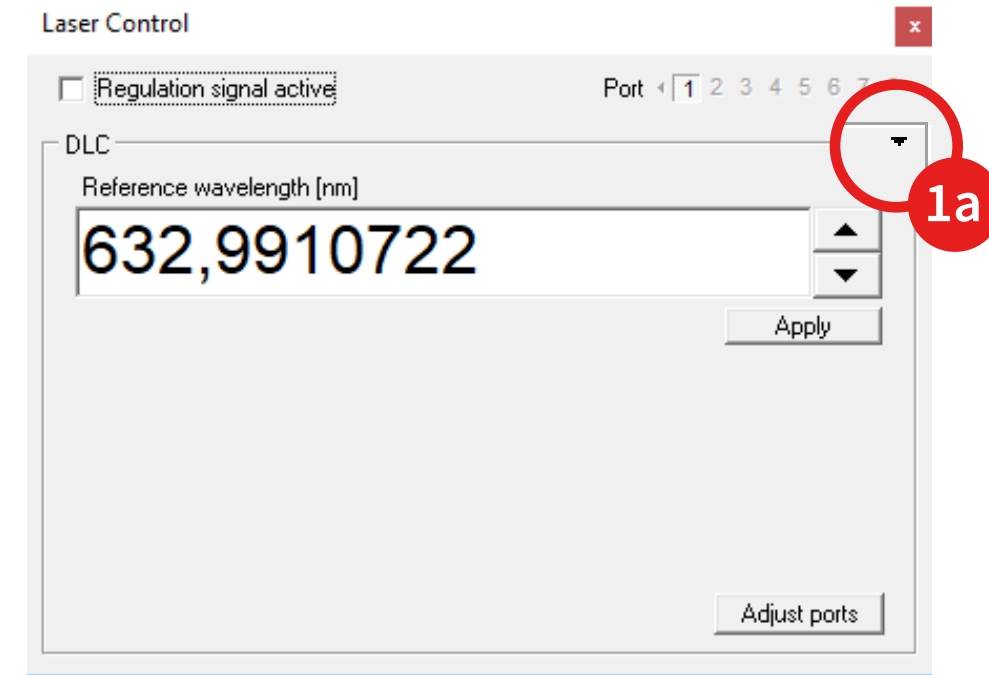 Laser Control
x
Regulation signal active
Port 1 2 3 4 5 6 7
DLC
1a
Reference wavelength [nm]
632,9910722
Apply
Adjust ports